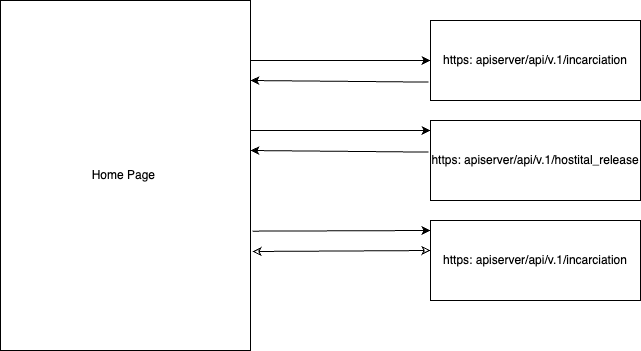 https: apiserver/api/v.1/incarciation
Home Page
https: apiserver/api/v.1/hostital_release
https: apiserver/api/v.1/incarciation